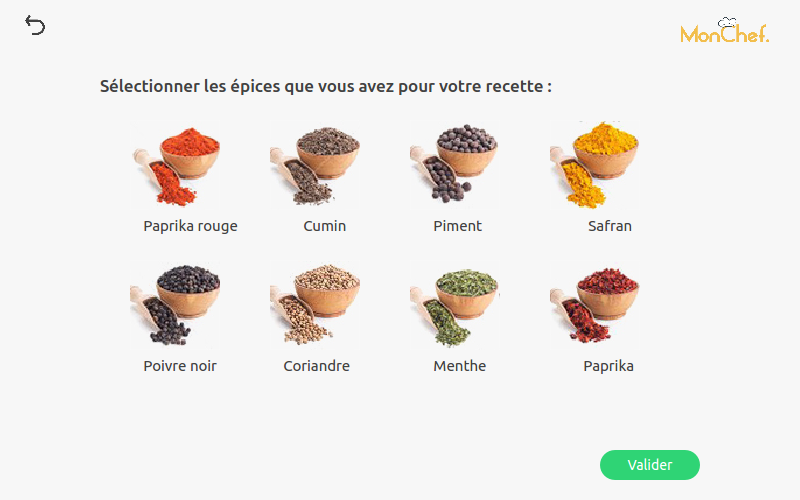 MonChef.
Sélectionner les épices que vous avez pour votre recette :
Paprika rouge
Cumin
Piment
Safran
Poivre noir
Coriandre
Menthe
Paprika
Valider